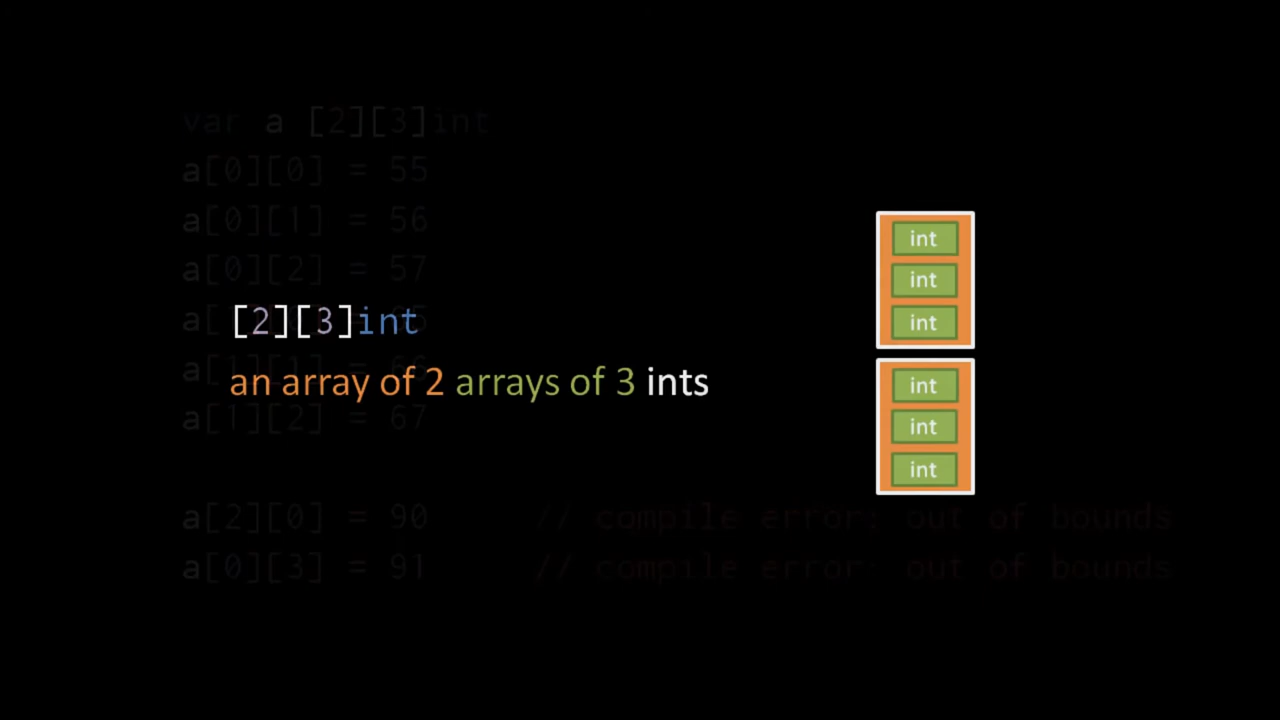 var a [2][3]int
a[0][0] = 55
a[0][1] = 56
a[0][2] = 57
[2][3]int
an array of 2 arrays of 3 ints
a[1][2] = 67
a[2][0] = 90 // compile error; out of bounds
a[0][3] = 91 // compile error: out of bounds
int
int
int
int
int
int